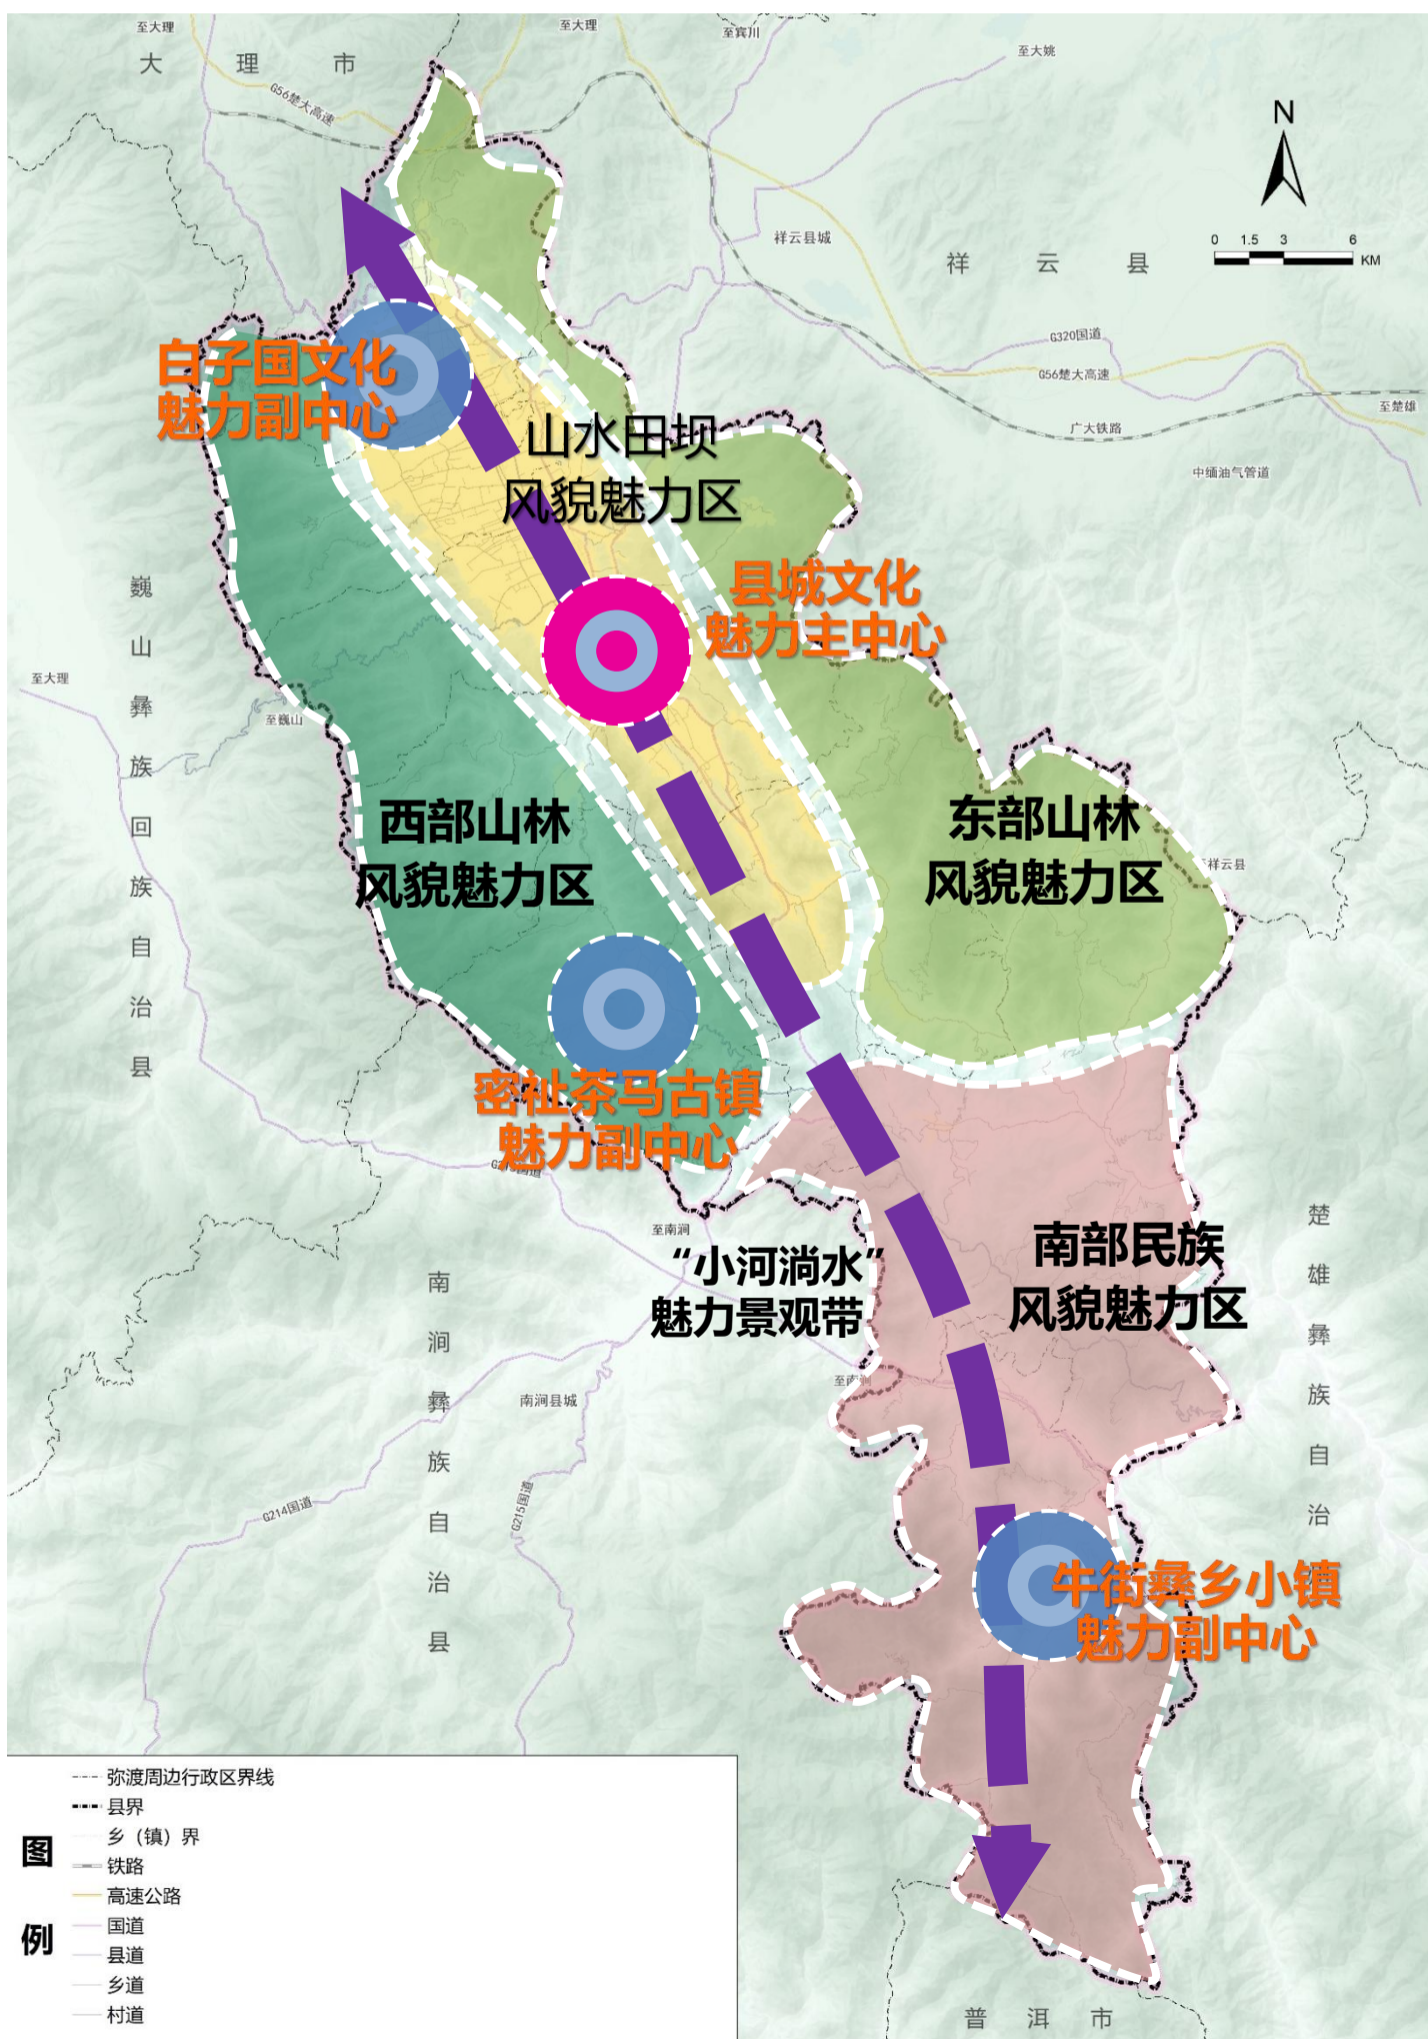 至大理
至大理
至宾川
至大姚
大理市
G56楚大高速
N
祥云县城
祥云县
0 1.5 3 6
KM
G320国道
G56楚大高速
至楚雄
广大铁路
中缅油气管道
白子国文化
魅力副中心
山水田坝
风貌魅力区
县城文化
魅力主中心
巍山彝族回族自治县
至大理
至巍山
西部山林
风貌魅力区
东部山林
风貌魅力区
祥云县
密祉茶马古镇
魅力副中心
至南涧
“小河淌水”
魅力景观带
南部民族
风貌魅力区
楚雄彝族自治
至南涧
南涧彝族自治县
南涧县城
G214国道
G215国道
牛街彝乡小镇
魅力副中心
图例
弥渡周边行政区界线
县界
乡（镇）界
铁路
高速公路
国道
县道
乡道
村道
普洱市